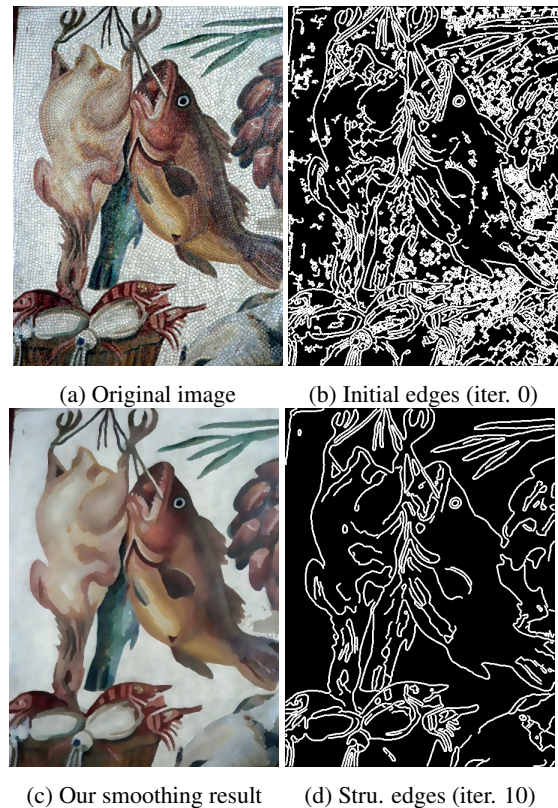 (a) Original image
(b) Initial edges (iter. 0)
(c) Our smoothing result
(d) Stru. edges (iter. 10)